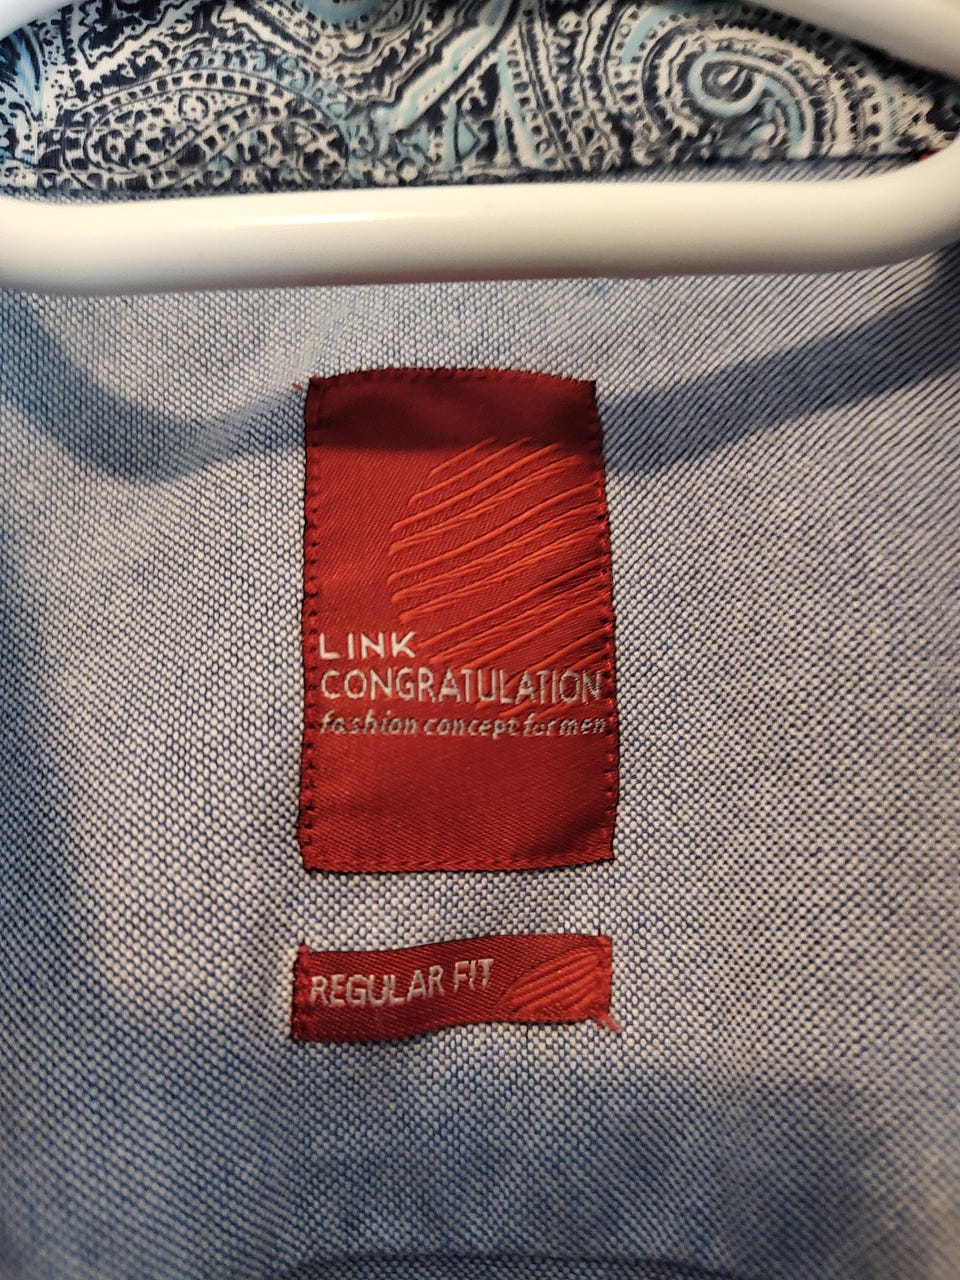 LINK
CONGRATULATION
fashion concept for men
REGULAR FIT